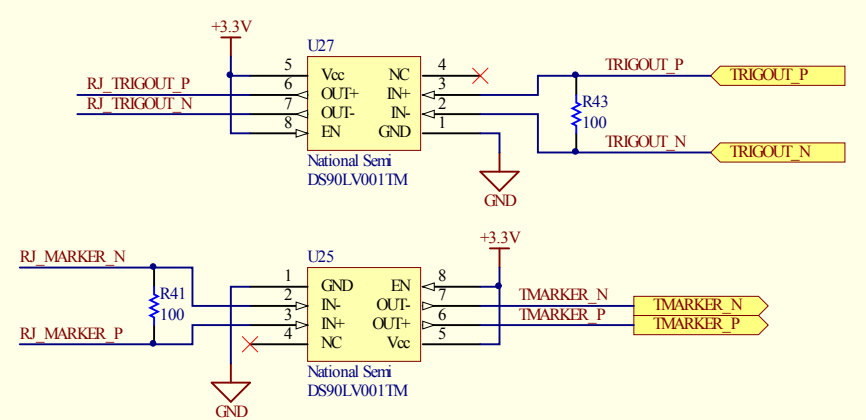 +3.3V
U27
5 Vcc NC 4
RJ_TRIGOUT_P 6 OUT+ IN+ 3 TRIGOUT_P TRIGOUT_P
RJ_TRIGOUT_N 7 OUT- IN- 2 R43
8 EN GND 1 100
TRIGOUT_N TRIGOUT_N
National Semi
DS90LV001TM
GND
+3.3V
RJ_MARKER_N U25
1 GND EN 8
R41 2 IN- OUT- 7 TMARKER_N TMARKER_N
100 3 IN+ OUT+ 6 TMARKER_P TMARKER_P
RJ_MARKER_P 4 NC Vcc 5
National Semi
DS90LV001TM
GND